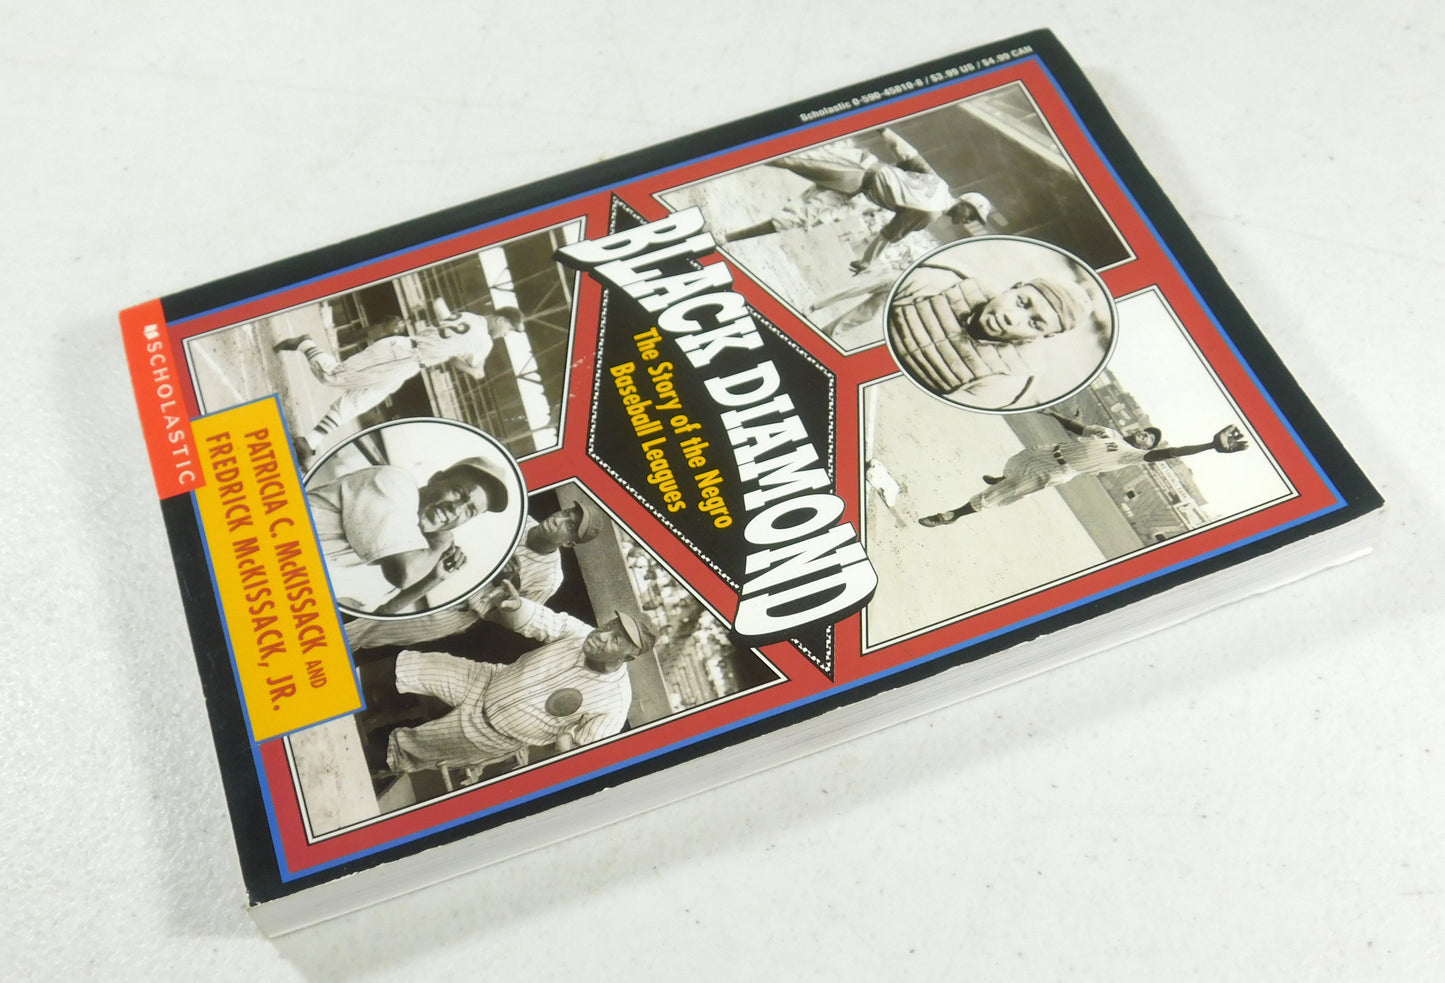 Scholastic 0-590-45810-8 / $3.99 US / $4.99 CAN
BLACK DIAMOND
The Story of the Negro
Baseball Leagues
PATRICIA C. McKISSACK AND
FREDRICK McKISSACK, JR.
SCHOLASTIC